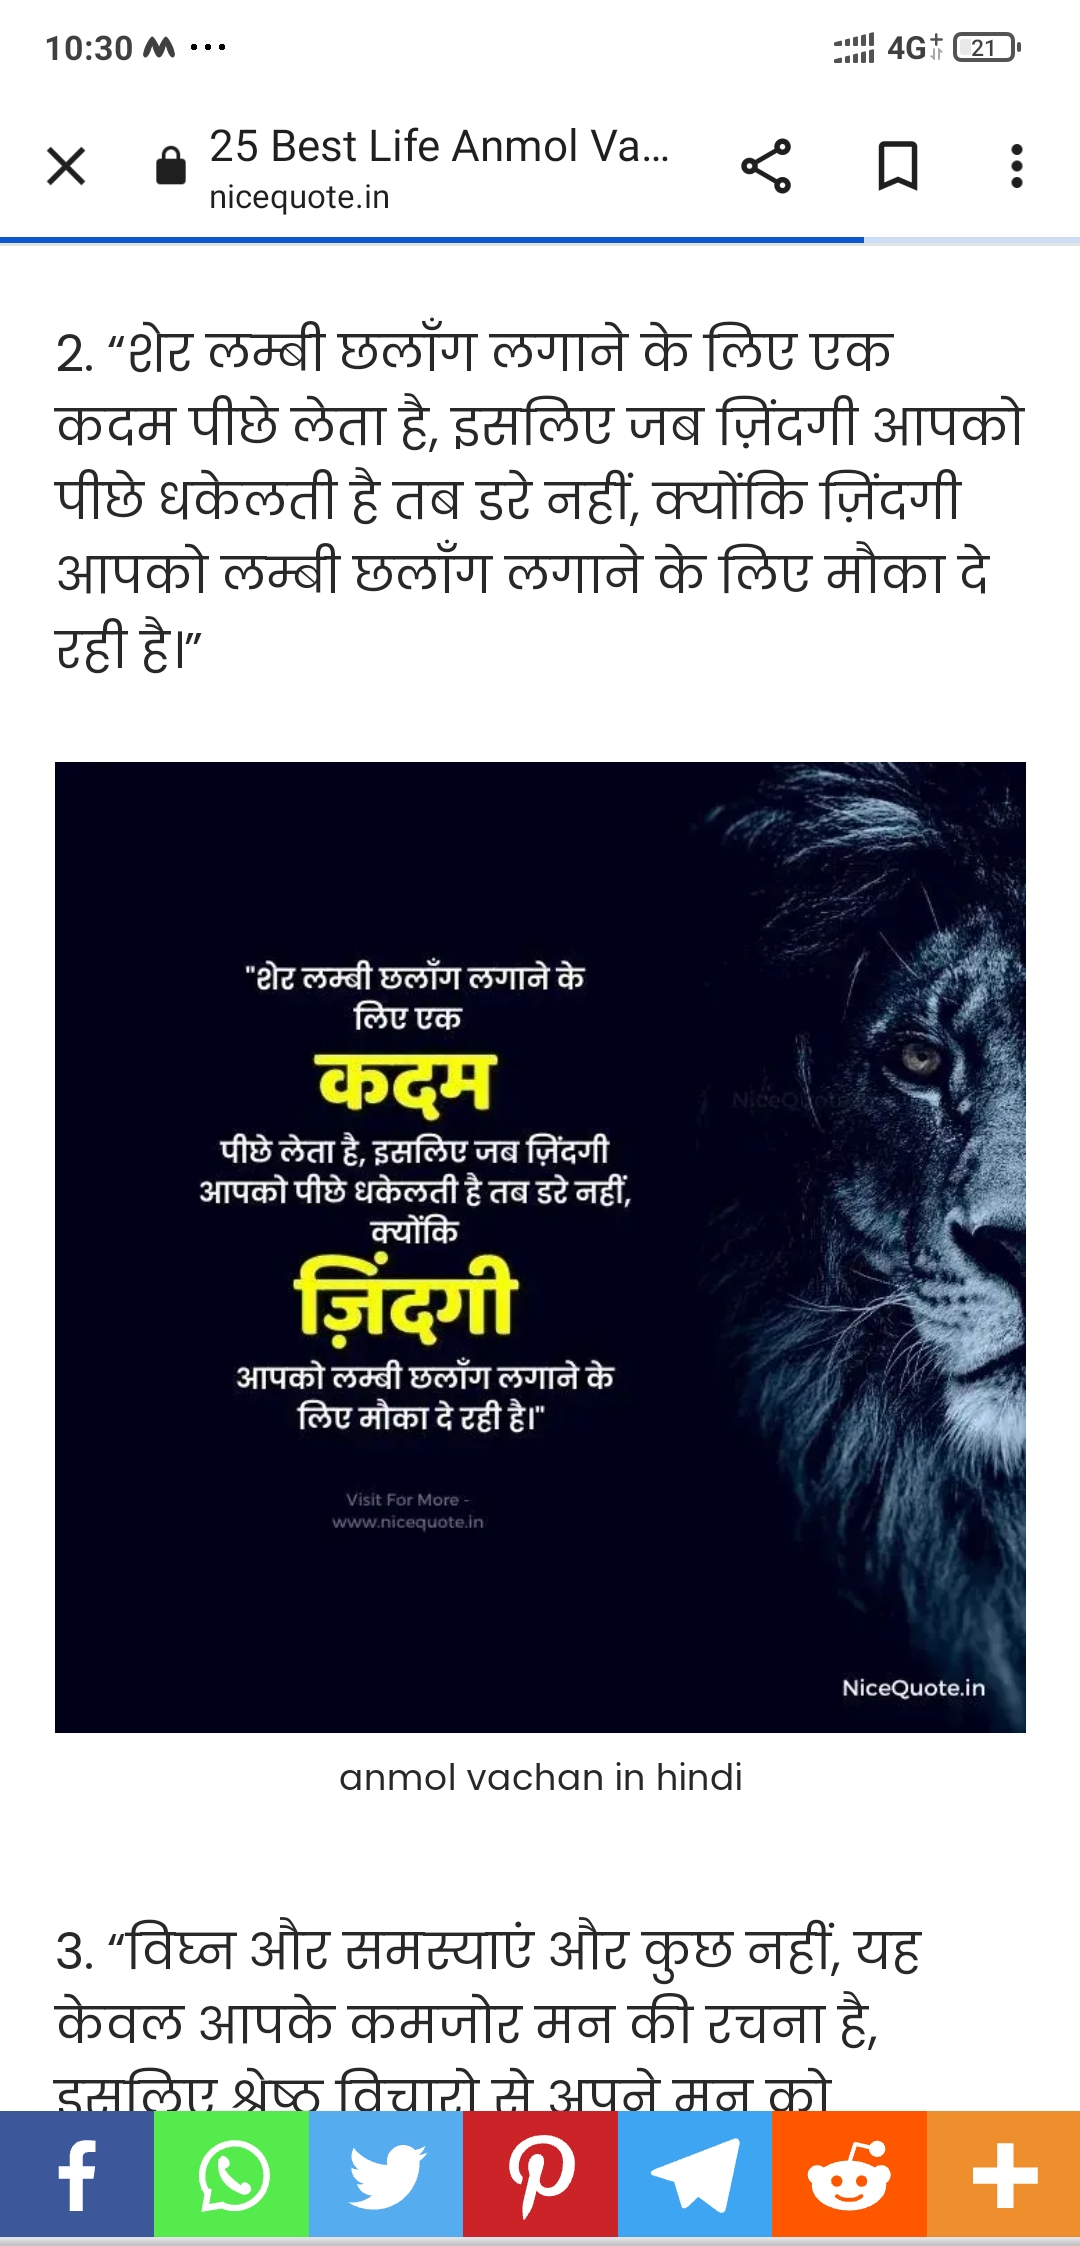 10:30
4G+
21
25 Best Life Anmol Va...
nicequote.in
2. “शेर लम्बी छलाँग लगाने के लिए एक
कदम पीछे लेता है, इसलिए जब ज़िंदगी आपको
पीछे धकेलती है तब डरे नहीं, क्योंकि ज़िंदगी
आपको लम्बी छलाँग लगाने के लिए मौका दे
रही है।”
"शेर लम्बी छलाँग लगाने के
लिए एक
कदम
पीछे लेता है, इसलिए जब ज़िंदगी
आपको पीछे धकेलती है तब डरे नहीं,
क्योंकि
ज़िंदगी
आपको लम्बी छलाँग लगाने के
लिए मौका दे रही है।"
Visit For More -
www.nicequote.in
NiceQuote.in
anmol vachan in hindi
3. “विघ्न और समस्याएं और कुछ नहीं, यह
केवल आपके कमजोर मन की रचना है,
इसलिए श्रेष्ठ विचारो से अपने मन को